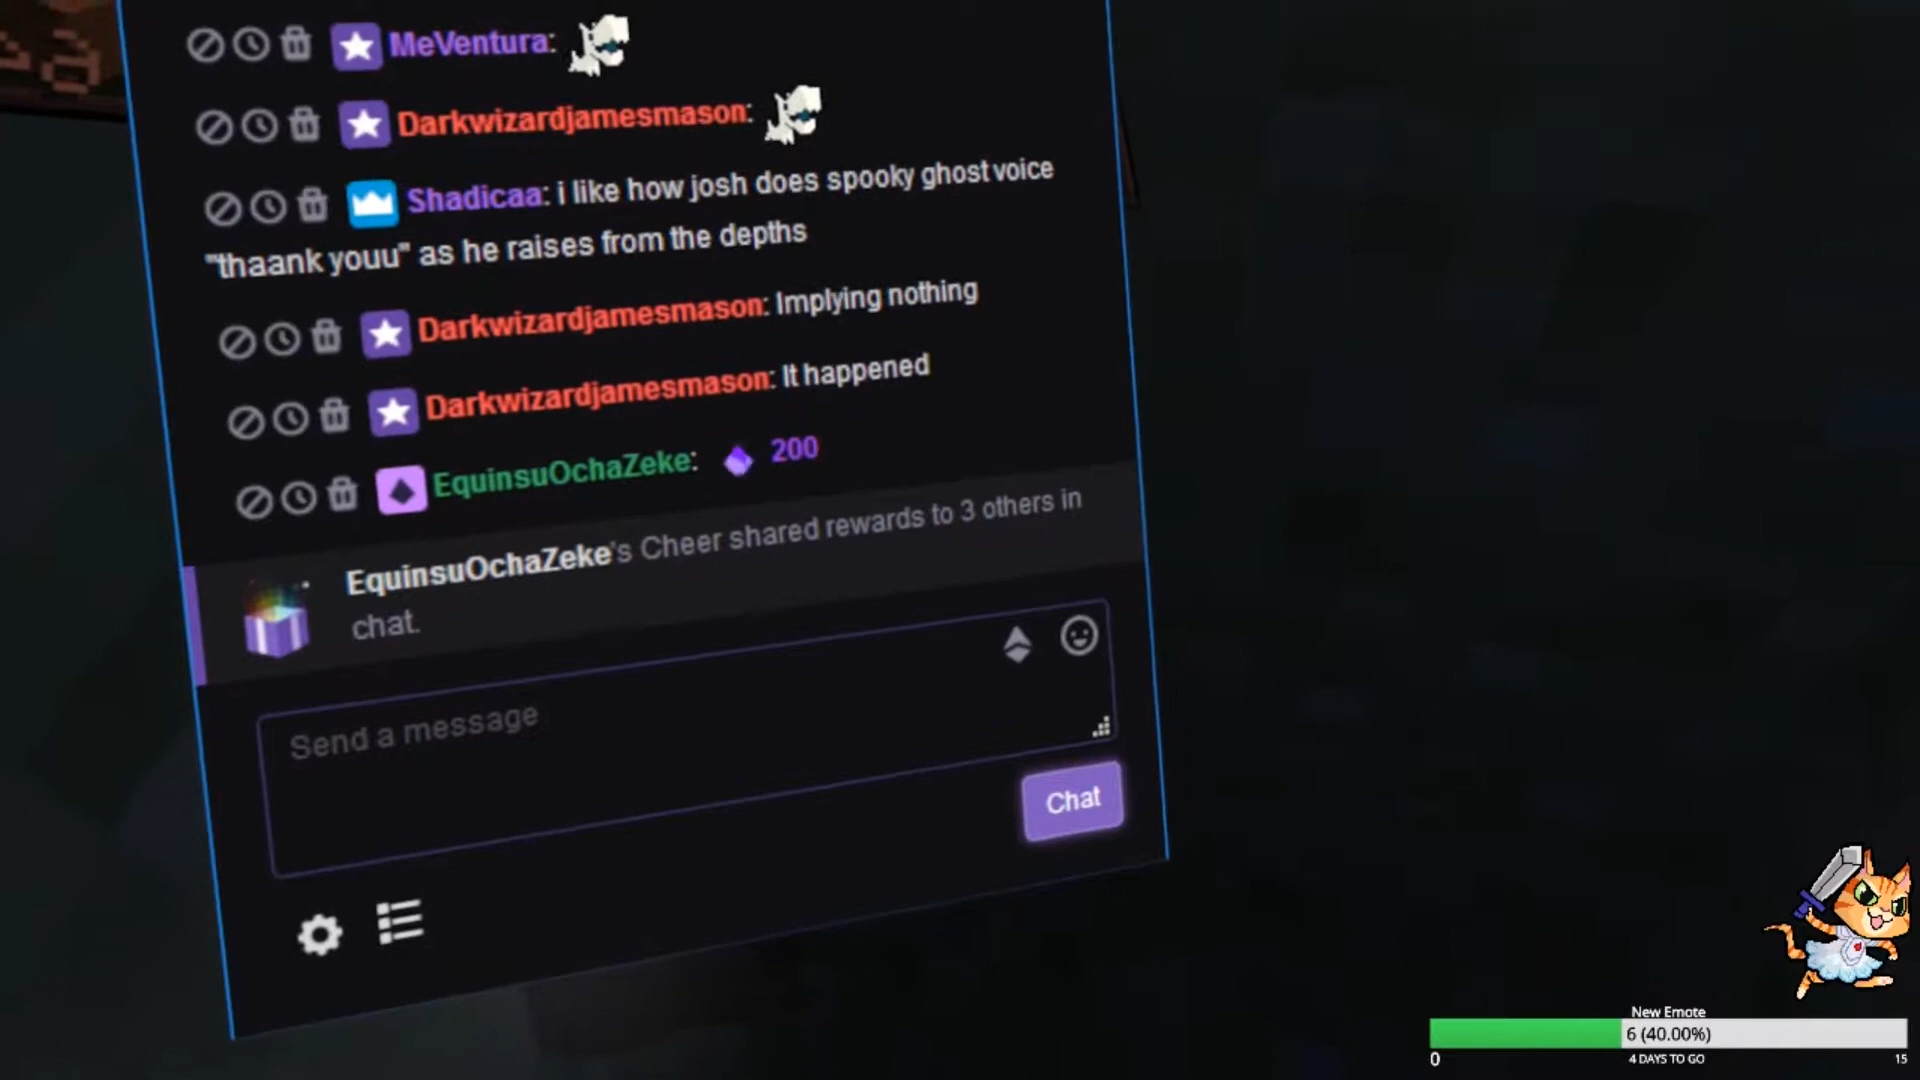 MeVentura:
Darkwizardjamesmason:
Shadicaa: i like how josh does spooky ghost voice
"thaank youu" as he raises from the depths
Darkwizardjamesmason: Implying nothing
Darkwizardjamesmason: It happened
EquinsuOchaZeke: 200
EquinsuOchaZeke's Cheer shared rewards to 3 others in
chat.
Send a message
Chat
New Emote
6 (40.00%)
0
4 DAYS TO GO
15